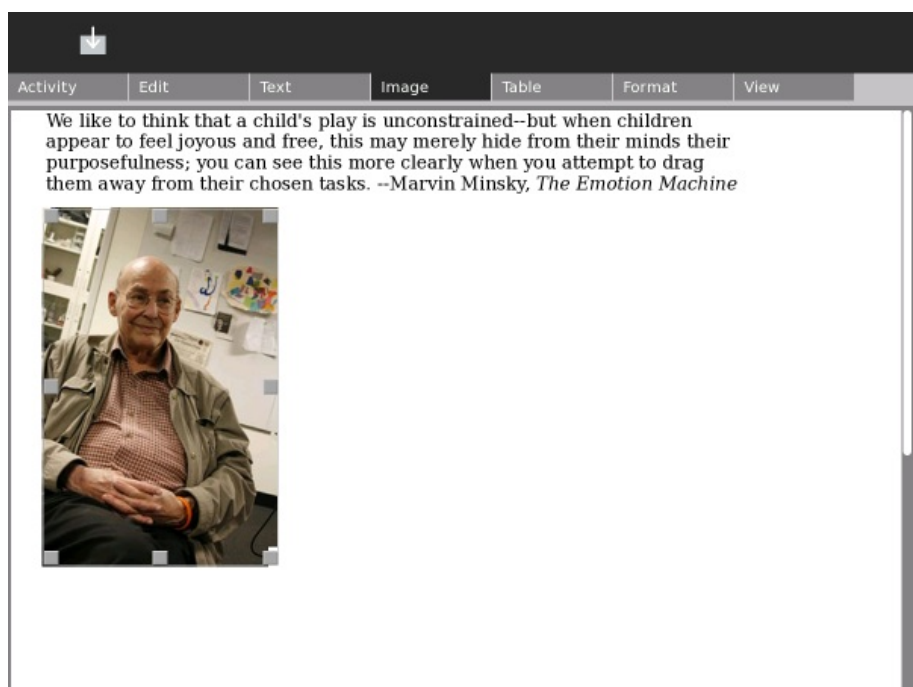 Activity Edit Text Image Table Format View
We like to think that a child's play is unconstrained--but when children
appear to feel joyous and free, this may merely hide from their minds their
purposefulness; you can see this more clearly when you attempt to drag
them away from their chosen tasks. --Marvin Minsky, The Emotion Machine